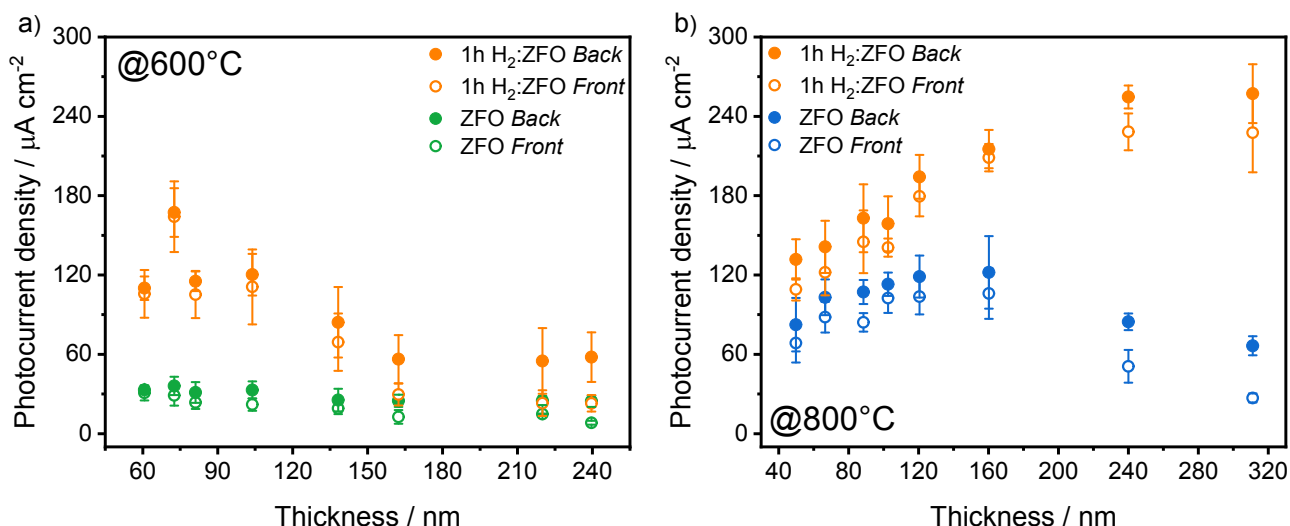 a)
@600°C
1h H₂:ZFO Back
1h H₂:ZFO Front
ZFO Back
ZFO Front
Photocurrent density / μA cm⁻²
300
240
180
120
60
0
60 90 120 150 180 210 240
Thickness / nm
b)
1h H₂:ZFO Back
1h H₂:ZFO Front
ZFO Back
ZFO Front
@800°C
Photocurrent density / μA cm⁻²
300
240
180
120
60
0
40 80 120 160 200 240 280 320
Thickness / nm